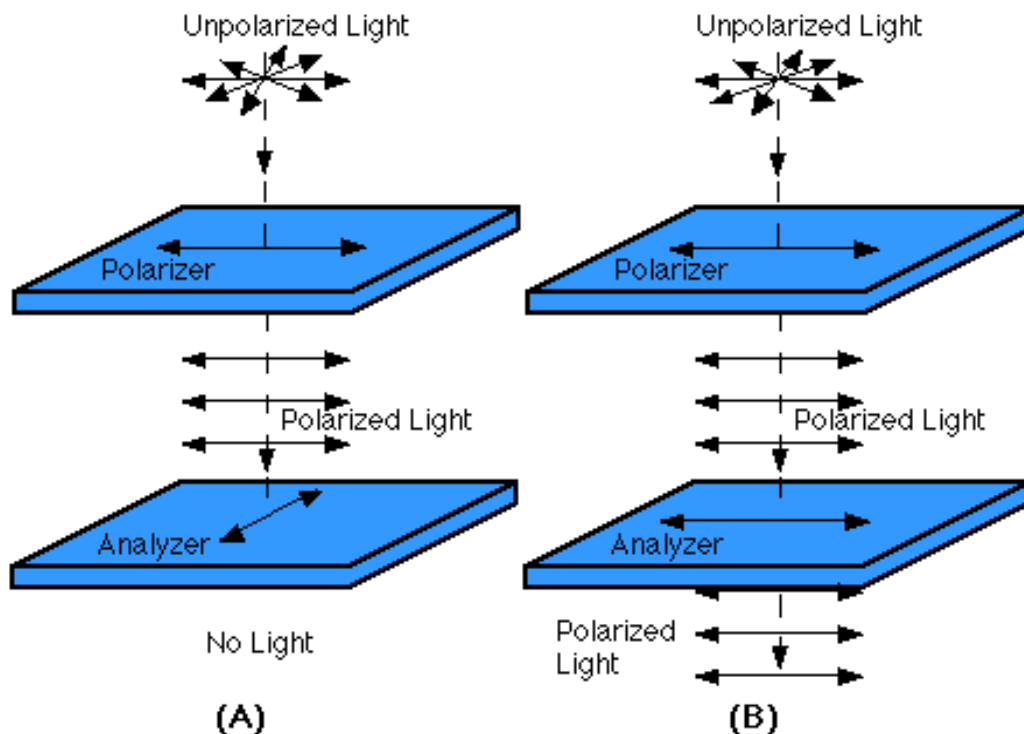 Unpolarized Light
Polarizer
Polarized Light
Analyzer
No Light
(A)
Unpolarized Light
Polarizer
Polarized Light
Analyzer
Polarized
Light
(B)